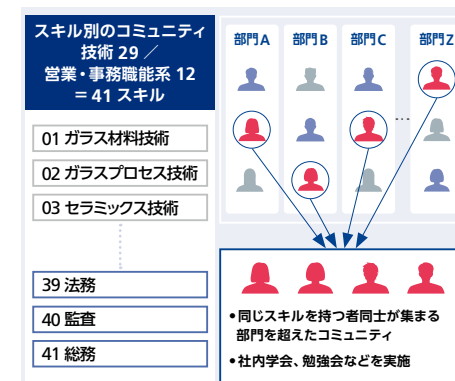 スキル別のコミュニティ
技術 29 ／
営業・事務職能系 12
＝ 41 スキル
01 ガラス材料技術
02 ガラスプロセス技術
03 セラミックス技術
39 法務
40 監査
41 総務
部門A
部門B
部門C
部門Z
…
•同じスキルを持つ者同士が集まる
部門を超えたコミュニティ
•社内学会、勉強会などを実施